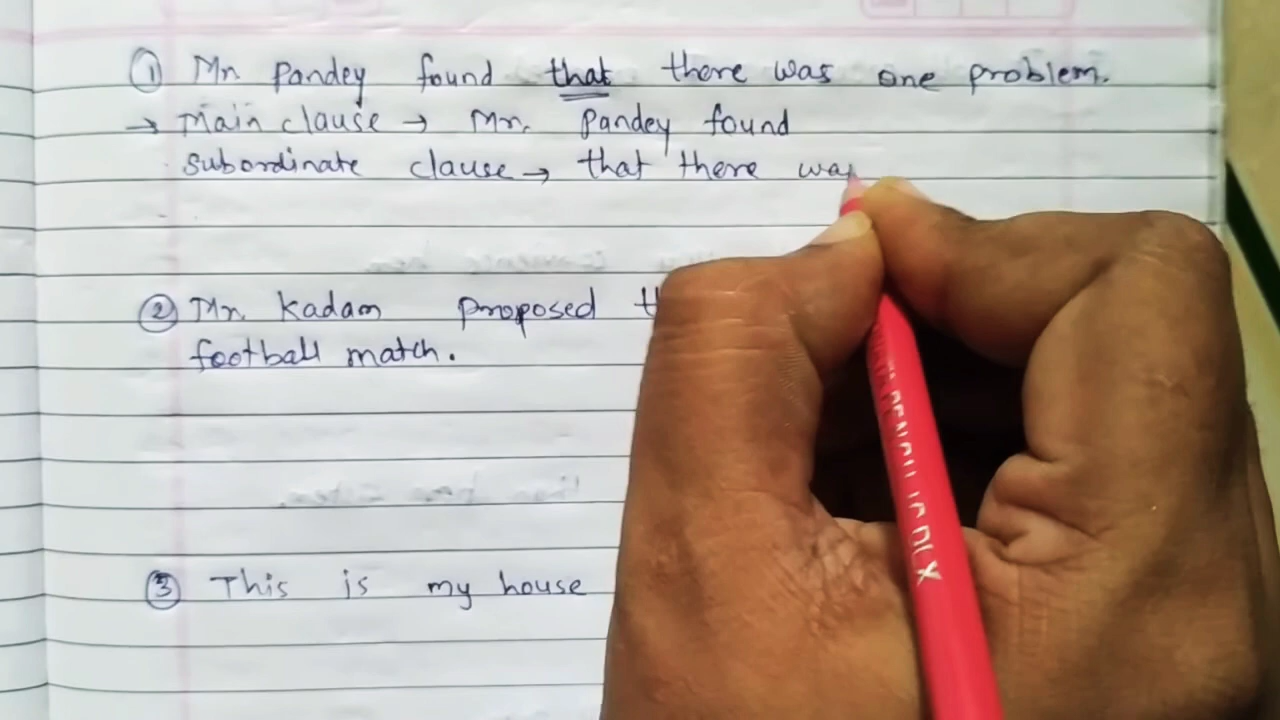 ① Mr. Pandey found that there was one problem.
→ Main clause → Mr. Pandey found
Subordinate clause → that there was
② Mr. Kadam proposed
football match.
③ This is my house